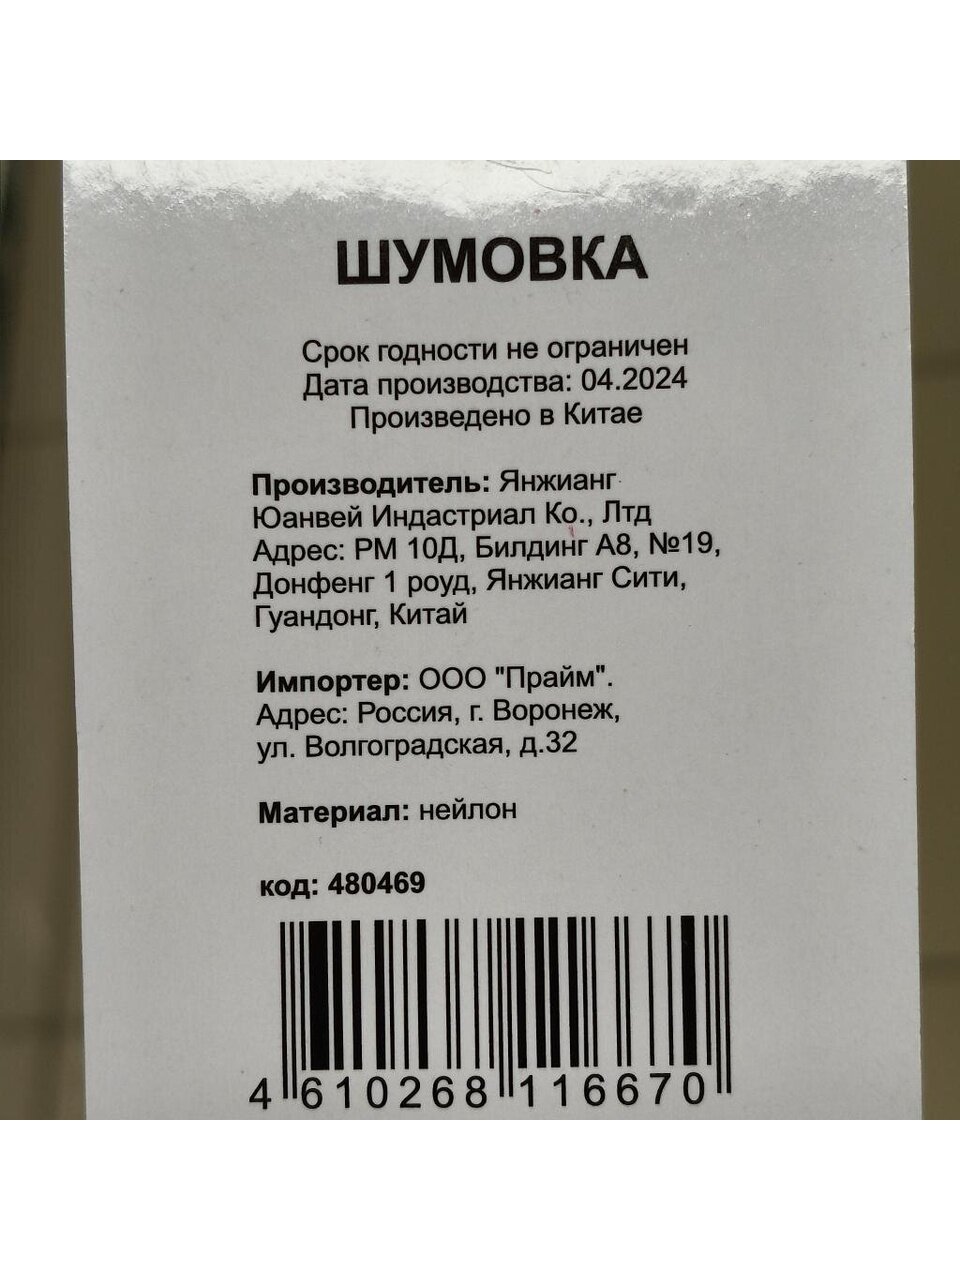 ШУМОВКА
Срок годности не ограничен
Дата производства: 04.2024
Произведено в Китае
Производитель: Янжианг
Юанвей Индастриал Ко., Лтд
Адрес: РМ 10Д, Билдинг А8, №19,
Донфенг 1 роуд, Янжианг Сити,
Гуандонг, Китай
Импортер: ООО "Прайм".
Адрес: Россия, г. Воронеж,
ул. Волгоградская, д.32
Материал: нейлон
код: 480469
4 610268 116670